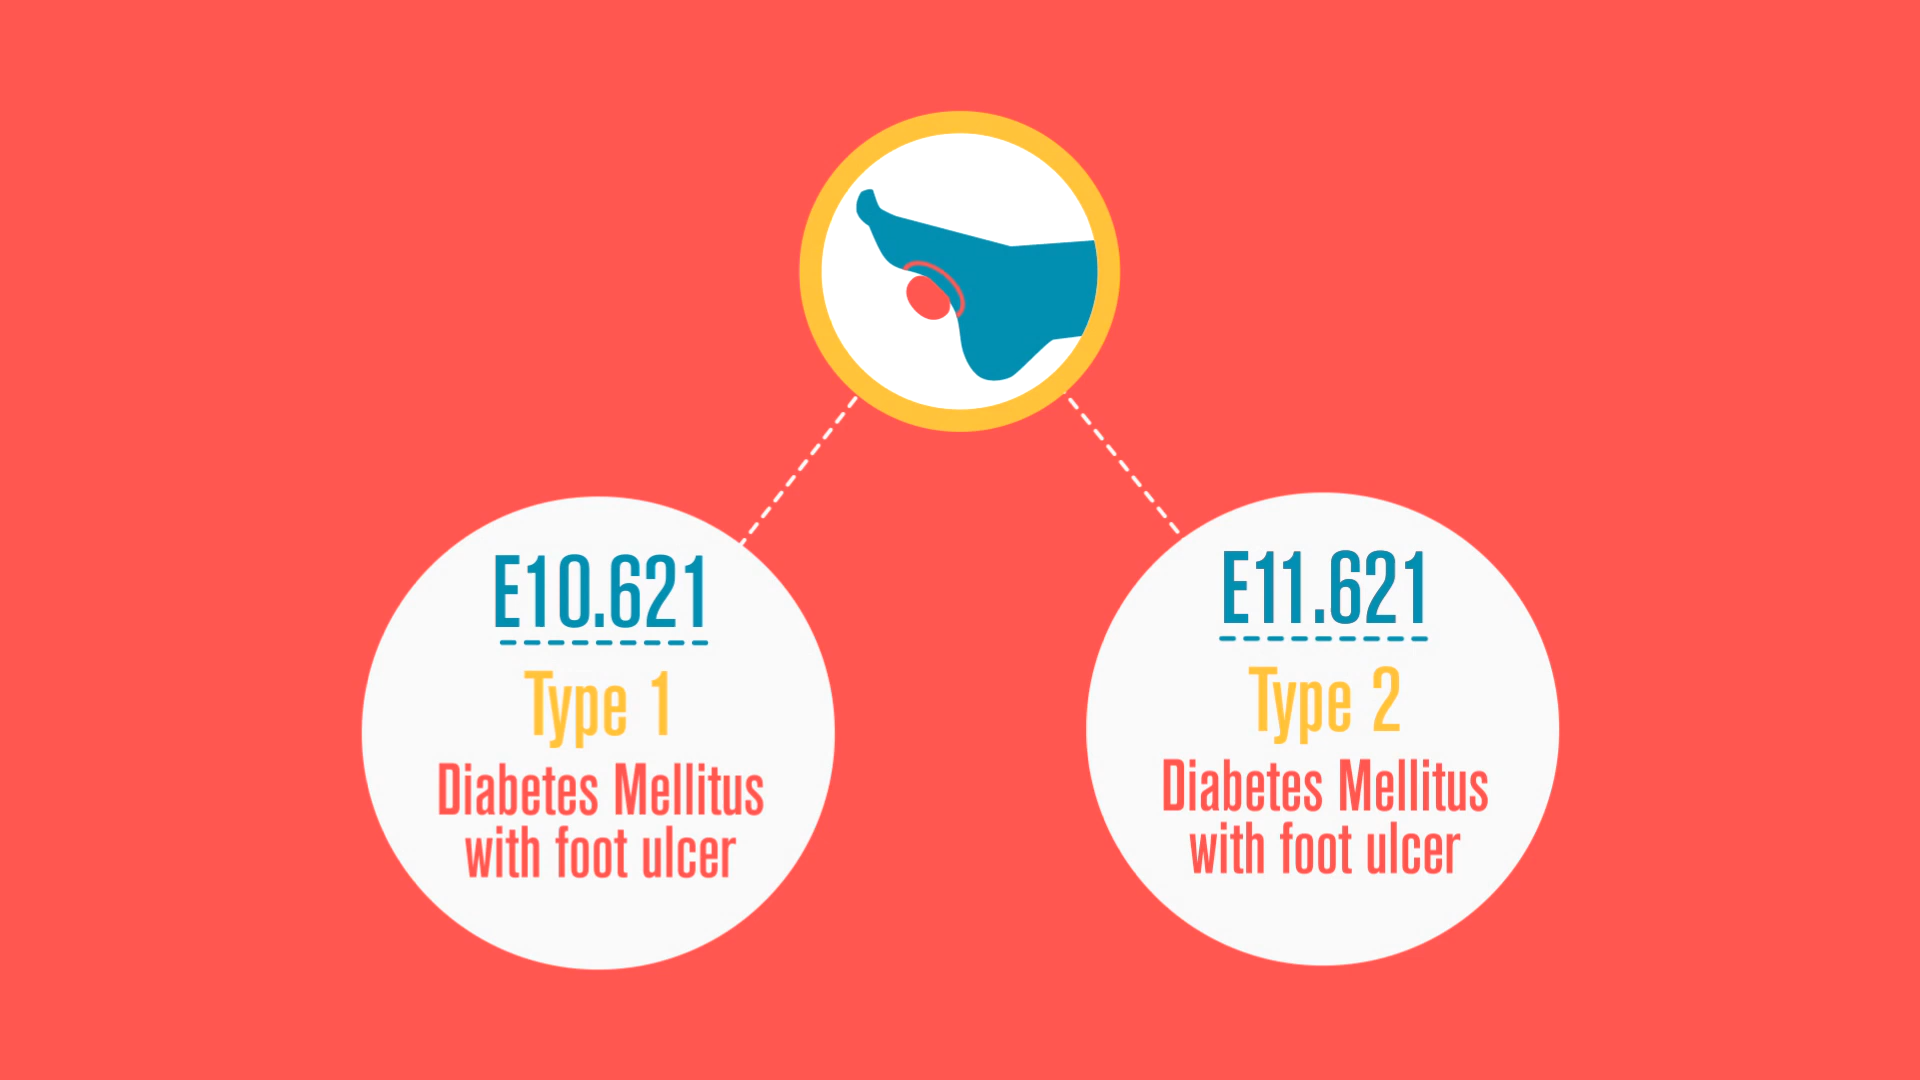 E10.621
Type 1
Diabetes Mellitus
with foot ulcer
E11.621
Type 2
Diabetes Mellitus
with foot ulcer